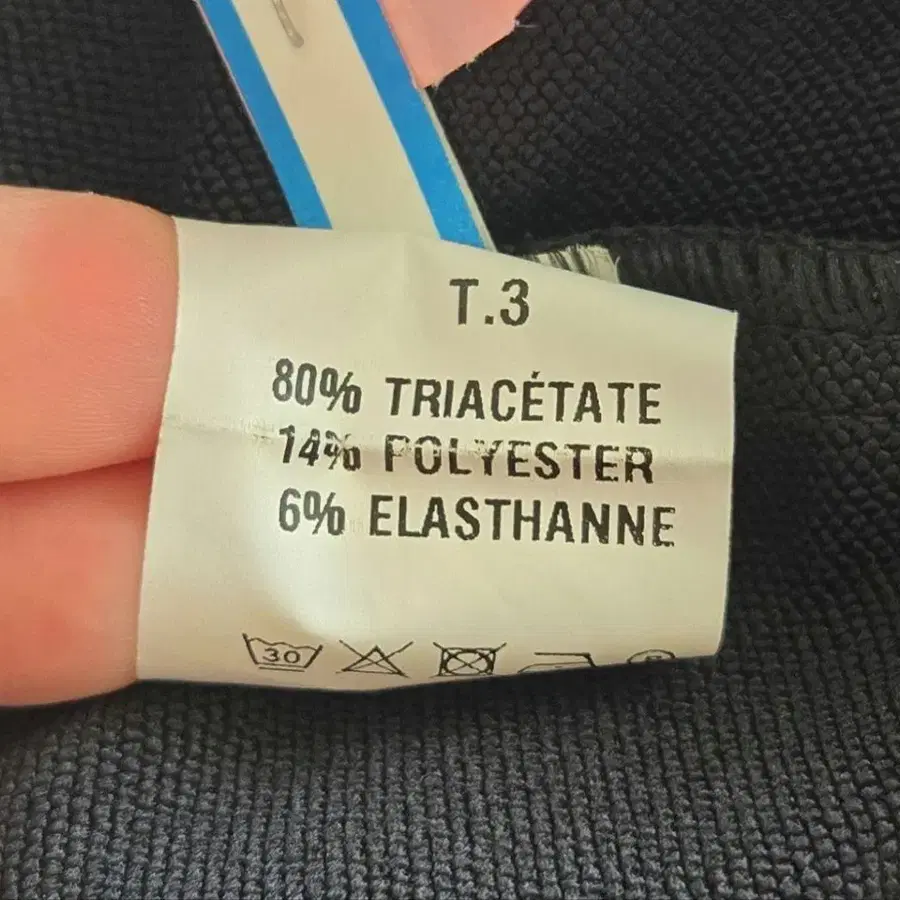 T.3
80% TRIACÉTATE
14% POLYESTER
6% ELASTHANNE
30